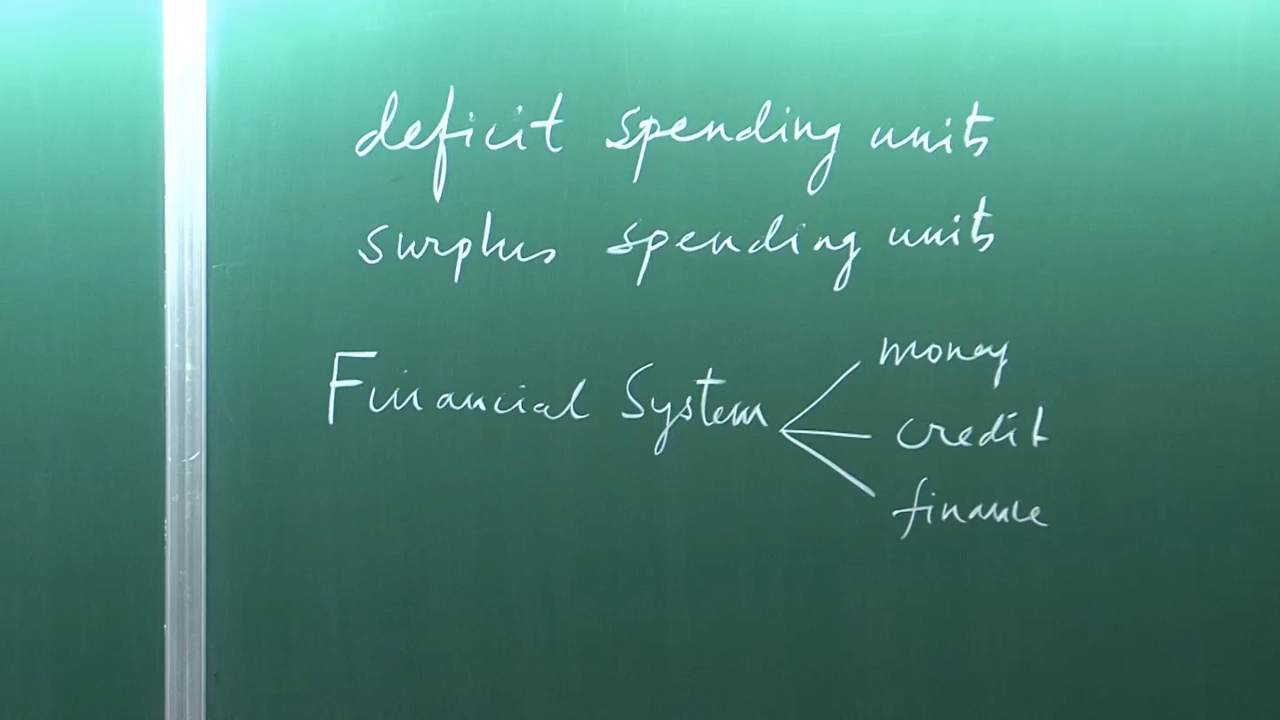 deficit spending units
surplus spending units
Financial System
money
credit
finance